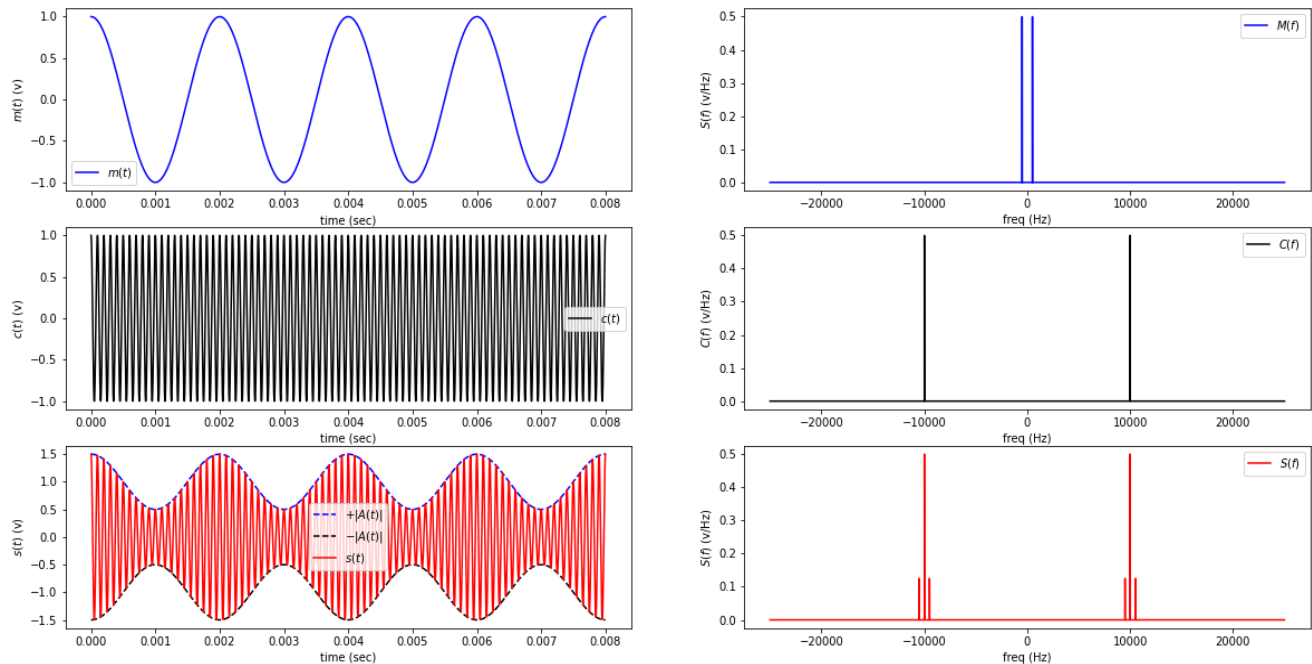 m(t) (v)
1.0
0.5
0.0
−0.5
−1.0
m(t)
0.000 0.001 0.002 0.003 0.004 0.005 0.006 0.007 0.008
time (sec)
S(f) (v/Hz)
0.5
0.4
0.3
0.2
0.1
0.0
M(f)
−20000 −10000 0 10000 20000
freq (Hz)
c(t) (v)
1.0
0.5
0.0
−0.5
−1.0
c(t)
0.000 0.001 0.002 0.003 0.004 0.005 0.006 0.007 0.008
time (sec)
C(f) (v/Hz)
0.5
0.4
0.3
0.2
0.1
0.0
C(f)
−20000 −10000 0 10000 20000
freq (Hz)
s(t) (v)
1.5
1.0
0.5
0.0
−0.5
−1.0
−1.5
+|A(t)|
−|A(t)|
s(t)
0.000 0.001 0.002 0.003 0.004 0.005 0.006 0.007 0.008
time (sec)
S(f) (v/Hz)
0.5
0.4
0.3
0.2
0.1
0.0
S(f)
−20000 −10000 0 10000 20000
freq (Hz)